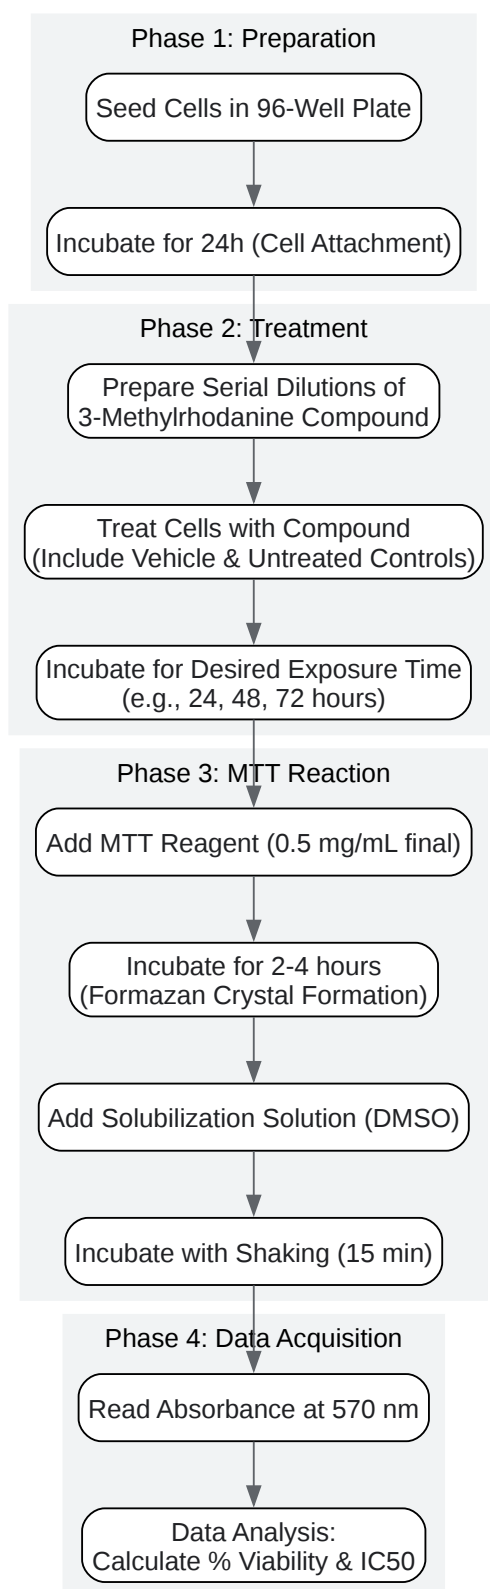 Phase 1: Preparation
Seed Cells in 96-Well Plate
Incubate for 24h (Cell Attachment)
Phase 2: Treatment
Prepare Serial Dilutions of
3-Methylrhodanine Compound
Treat Cells with Compound
(Include Vehicle & Untreated Controls)
Incubate for Desired Exposure Time
(e.g., 24, 48, 72 hours)
Phase 3: MTT Reaction
Add MTT Reagent (0.5 mg/mL final)
Incubate for 2-4 hours
(Formazan Crystal Formation)
Add Solubilization Solution (DMSO)
Incubate with Shaking (15 min)
Phase 4: Data Acquisition
Read Absorbance at 570 nm
Data Analysis:
Calculate % Viability & IC50